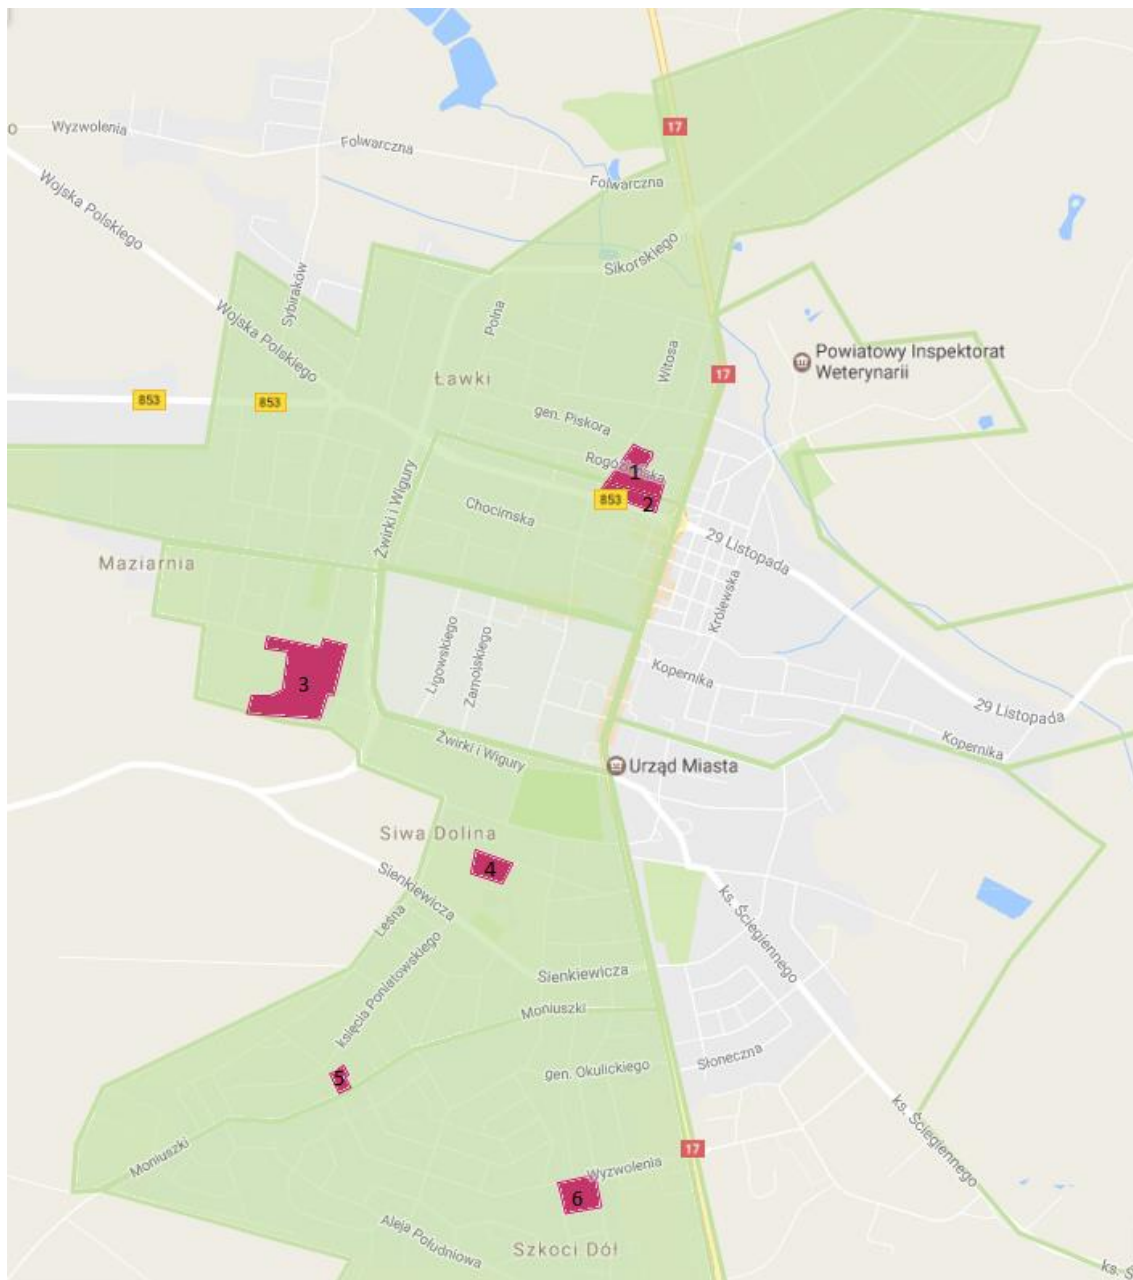 17
Wyzwolenia
Folwarczna
Folwarczna
Wojska Polskiego
Sikorskiego
Sybiraków
Wojska Polskiego
Polna
Witosa
Powiatowy Inspektorat
Weterynarii
17
Ławki
853
853
gen. Piskora
1
853
2
Żwirki i Wigury
Chocimska
29 Listopada
Maziarnia
Królewska
Ligowskiego
Zamojskiego
Kopernika
3
29 Listopada
Kopernika
Żwirki i Wigury
Urząd Miasta
Siwa Dolina
4
Sienkiewicza
Leśna
ks. Ściegiennego
księcia Poniatowskiego
Sienkiewicza
Moniuszki
Słoneczna
gen. Okulickiego
5
ks. Ściegiennego
17
Moniuszki
Wyzwolenia
6
Aleja Południowa
Szkoci Dół